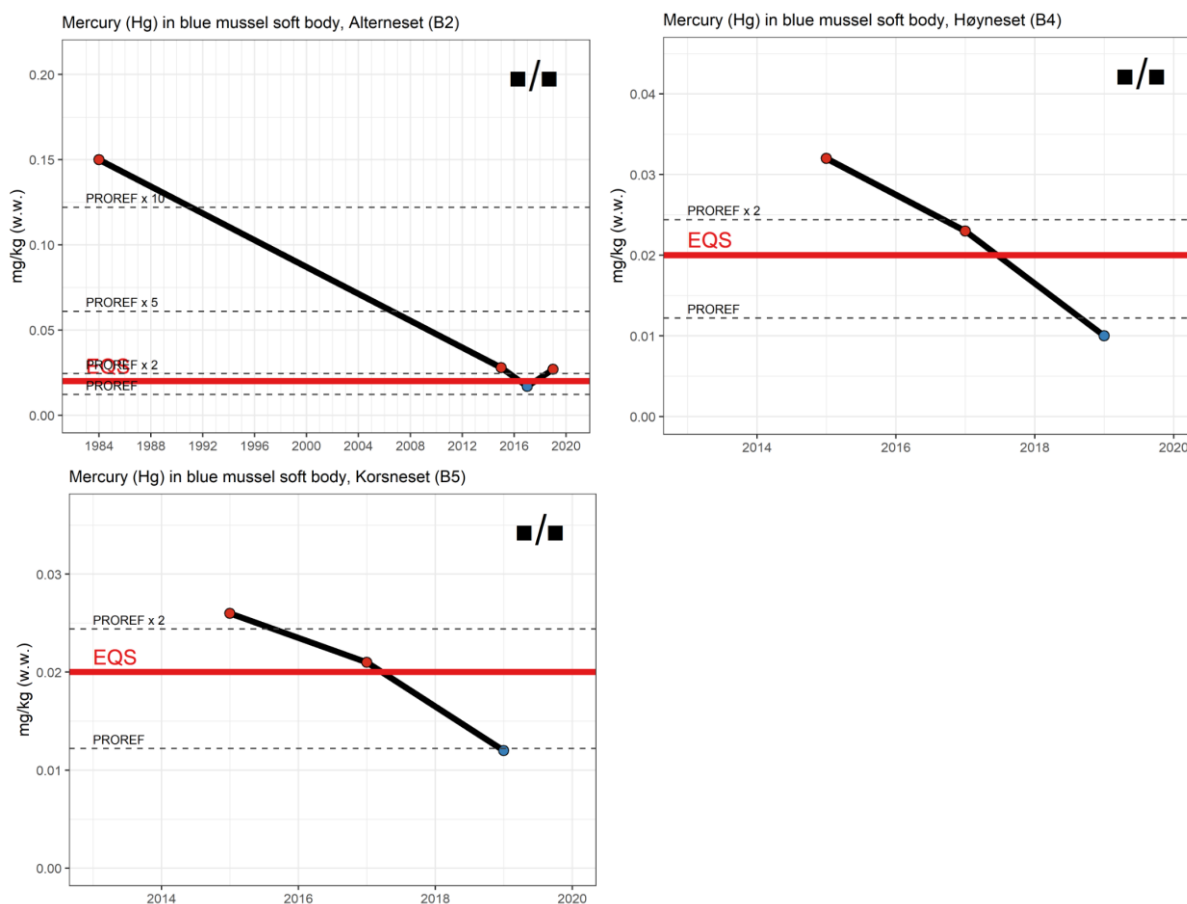 Mercury (Hg) in blue mussel soft body, Alterneset (B2)
mg/kg (w.w.)
0.20
0.15
0.10
0.05
0.00
■/■
PROREF x 10
PROREF x 5
PROREF x 2
EQS
PROREF
1984 1988 1992 1996 2000 2004 2008 2012 2016 2020
Mercury (Hg) in blue mussel soft body, Høyneset (B4)
mg/kg (w.w.)
0.04
0.03
0.02
0.01
0.00
■/■
PROREF x 2
EQS
PROREF
2014 2016 2018 2020
Mercury (Hg) in blue mussel soft body, Korsneset (B5)
mg/kg (w.w.)
0.03
0.02
0.01
0.00
■/■
PROREF x 2
EQS
PROREF
2014 2016 2018 2020